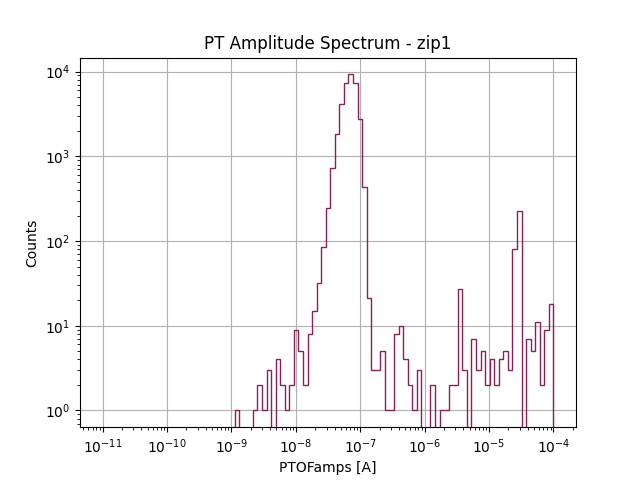 PT Amplitude Spectrum - zip1
Counts
10⁴
10³
10²
10¹
10⁰
10⁻¹¹ 10⁻¹⁰ 10⁻⁹ 10⁻⁸ 10⁻⁷ 10⁻⁶ 10⁻⁵ 10⁻⁴
PTOFamps [A]